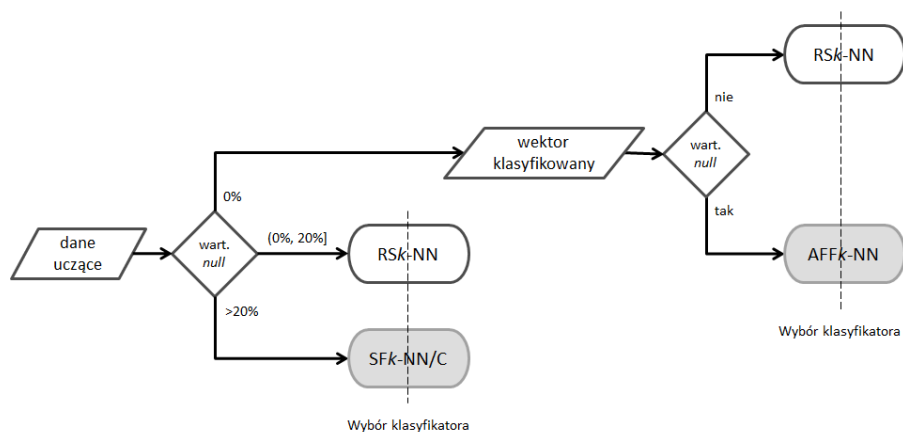 dane
uczące
wart.
null
0%
(0%, 20%]
>20%
RSk-NN
SFk-NN/C
Wybór klasyfikatora
wektor
klasyfikowany
wart.
null
nie
tak
RSk-NN
AFFk-NN
Wybór klasyfikatora